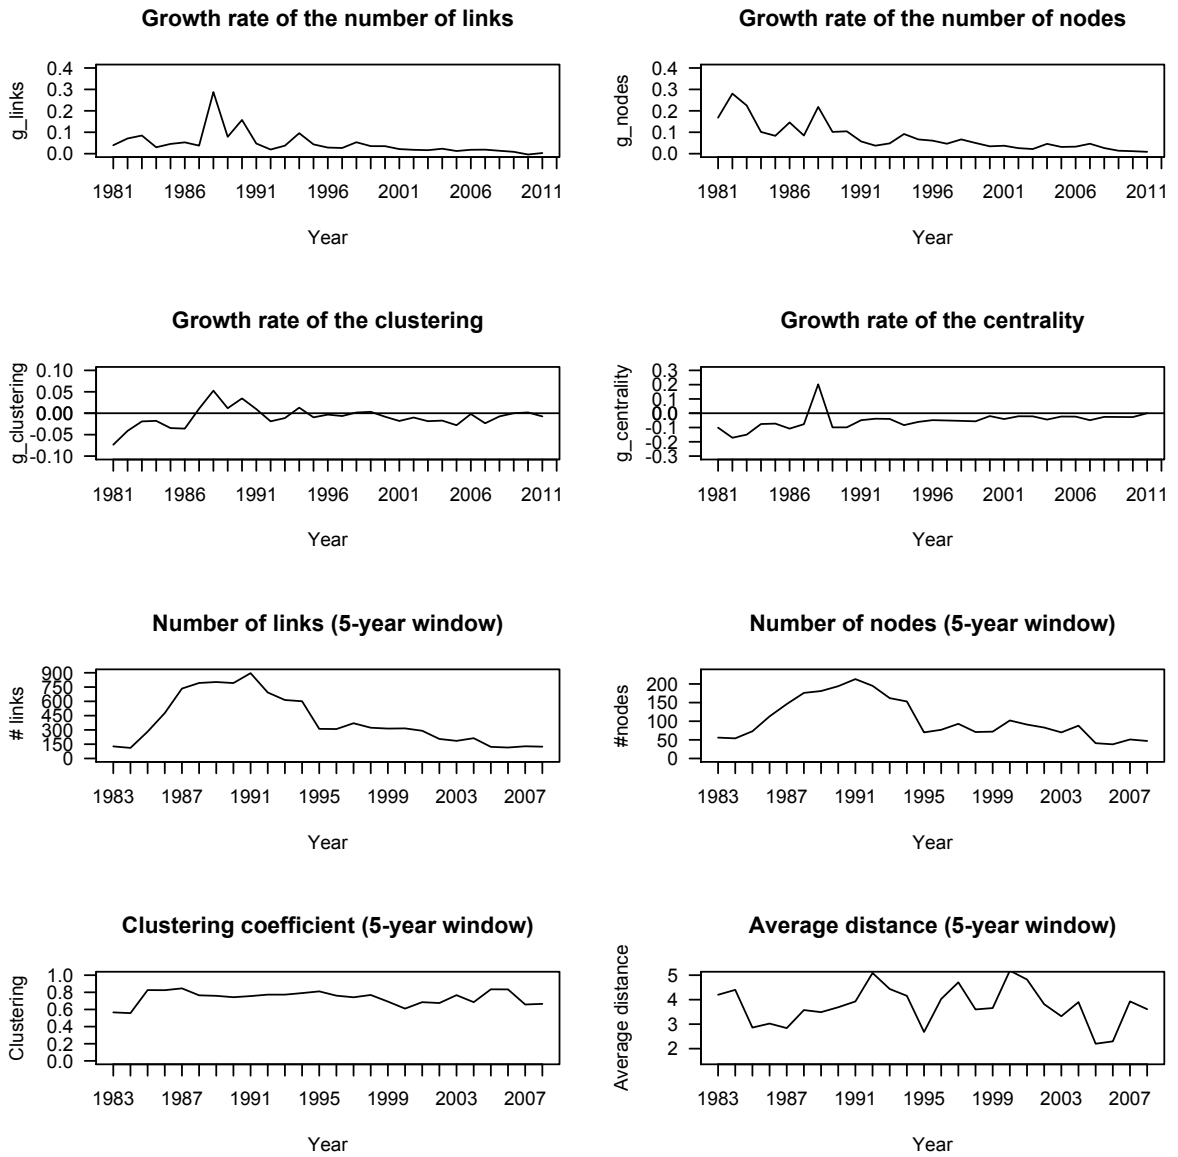 Growth rate of the number of links
g_links
0.4
0.3
0.2
0.1
0.0
1981 1986 1991 1996 2001 2006 2011
Year
Growth rate of the number of nodes
g_nodes
0.4
0.3
0.2
0.1
0.0
1981 1986 1991 1996 2001 2006 2011
Year
Growth rate of the clustering
g_clustering
0.10
0.05
0.00
-0.05
-0.10
1981 1986 1991 1996 2001 2006 2011
Year
Growth rate of the centrality
g_centrality
0.3
0.2
0.1
0.0
-0.1
-0.2
-0.3
1981 1986 1991 1996 2001 2006 2011
Year
Number of links (5-year window)
# links
900
750
600
450
300
150
0
1983 1987 1991 1995 1999 2003 2007
Year
Number of nodes (5-year window)
#nodes
200
150
100
50
0
1983 1987 1991 1995 1999 2003 2007
Year
Clustering coefficient (5-year window)
Clustering
1.0
0.8
0.6
0.4
0.2
0.0
1983 1987 1991 1995 1999 2003 2007
Year
Average distance (5-year window)
Average distance
5
4
3
2
1983 1987 1991 1995 1999 2003 2007
Year